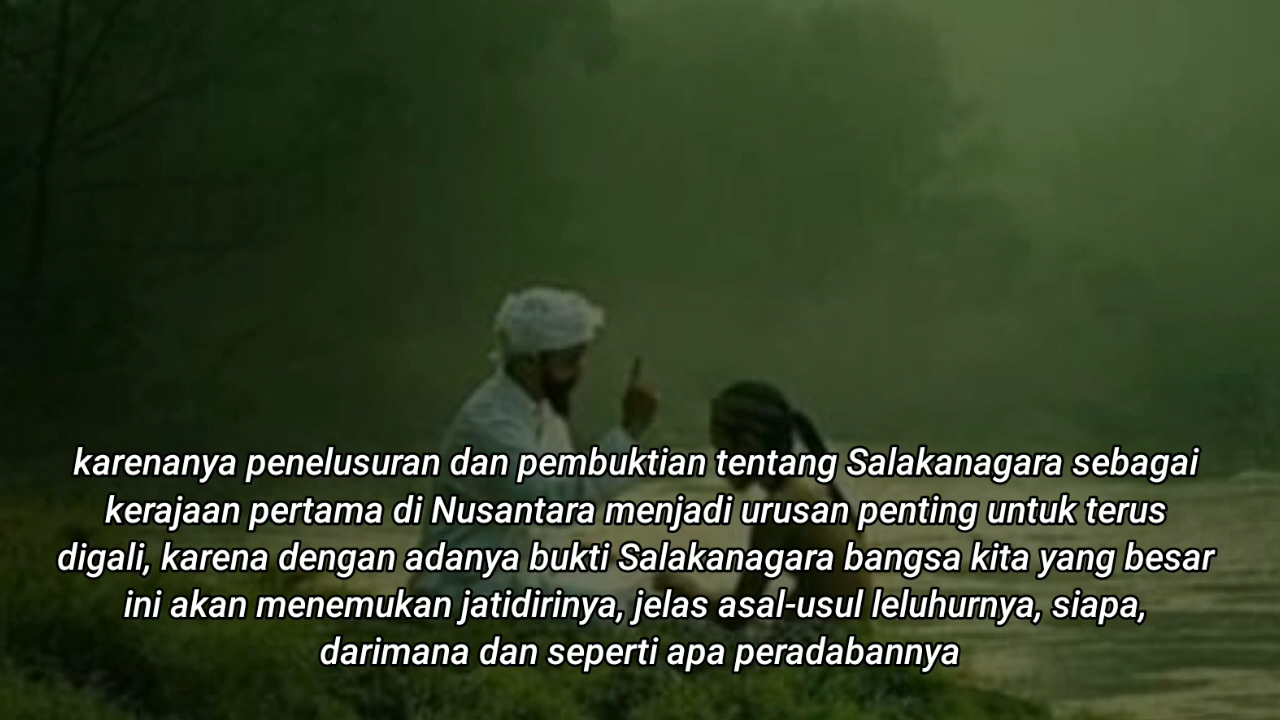 karenanya penelusuran dan pembuktian tentang Salakanagara sebagai
kerajaan pertama di Nusantara menjadi urusan penting untuk terus
digali, karena dengan adanya bukti Salakanagara bangsa kita yang besar
ini akan menemukan jatidirinya, jelas asal-usul leluhurnya, siapa,
darimana dan seperti apa peradabannya